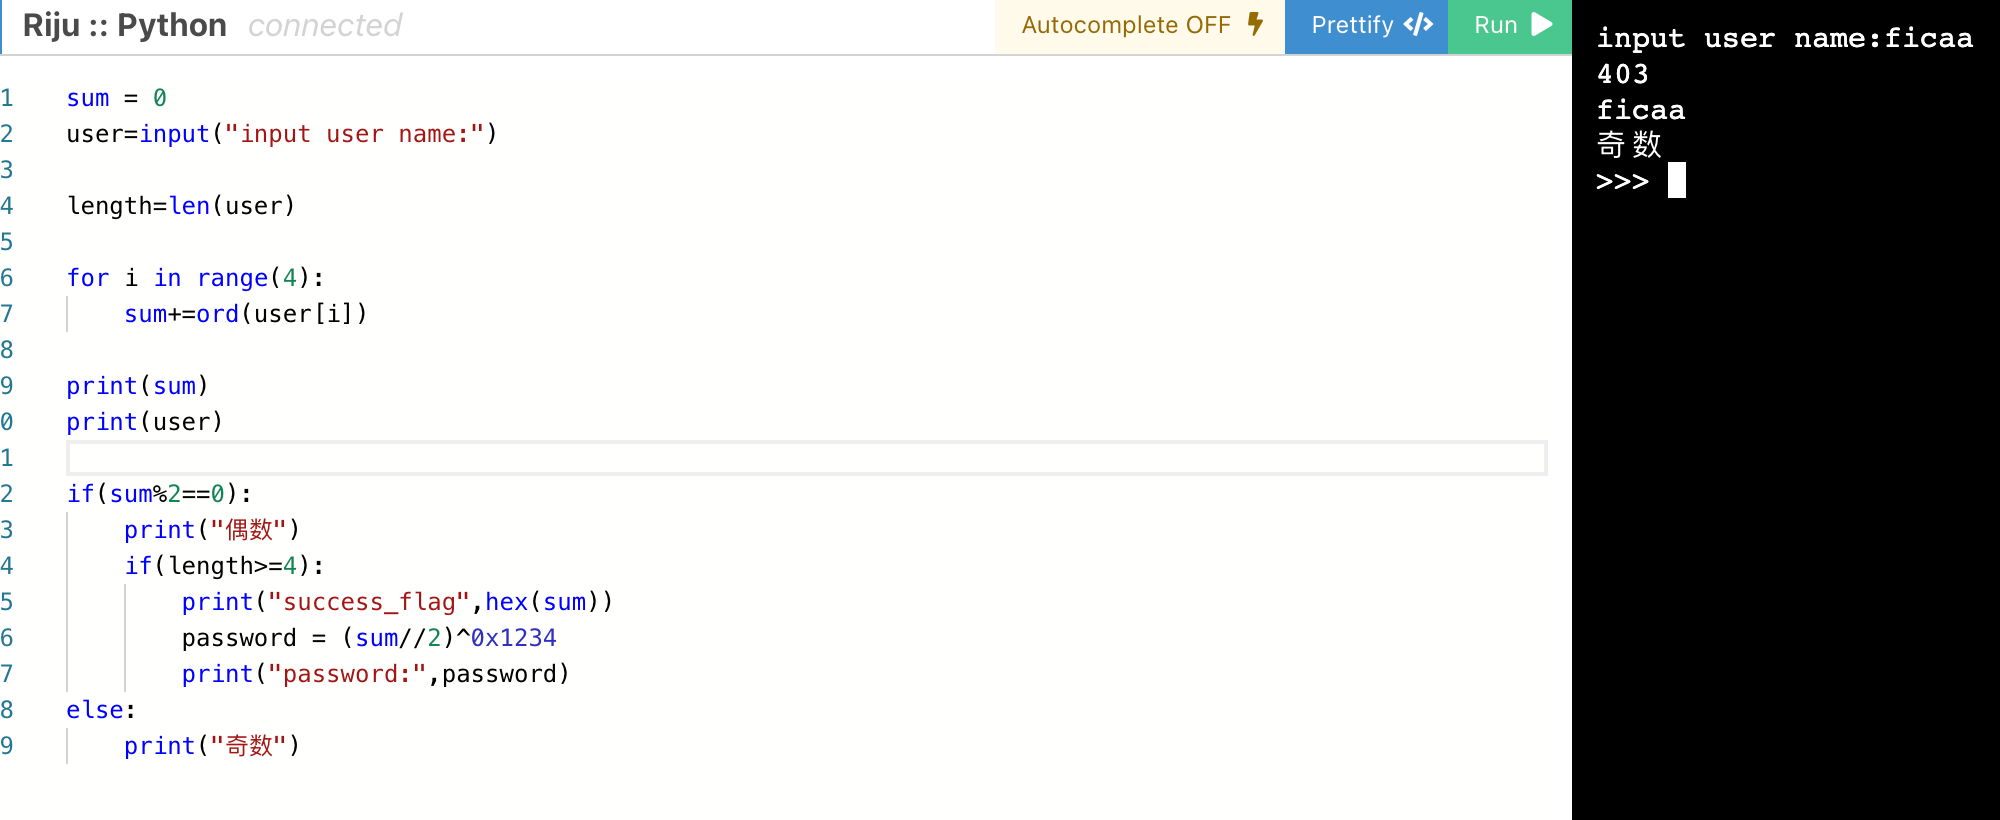 Riju :: Python connected Autocomplete OFF Prettify </> Run
1 sum = 0
2 user=input("input user name:")
3
4 length=len(user)
5
6 for i in range(4):
7     sum+=ord(user[i])
8
9 print(sum)
0 print(user)
1
2 if(sum%2==0):
3     print("偶数")
4     if(length>=4):
5         print("success_flag",hex(sum))
6         password = (sum//2)^0x1234
7         print("password:",password)
8 else:
9     print("奇数")
input user name:ficaa
403
ficaa
奇数
>>>